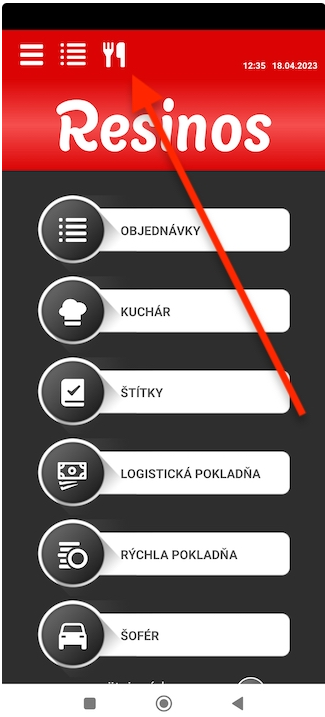 12:35 18.04.2023
Resinos
OBJEDNÁVKY
KUCHÁR
ŠTÍTKY
LOGISTICKÁ POKLADŇA
RÝCHLA POKLADŇA
ŠOFÉR